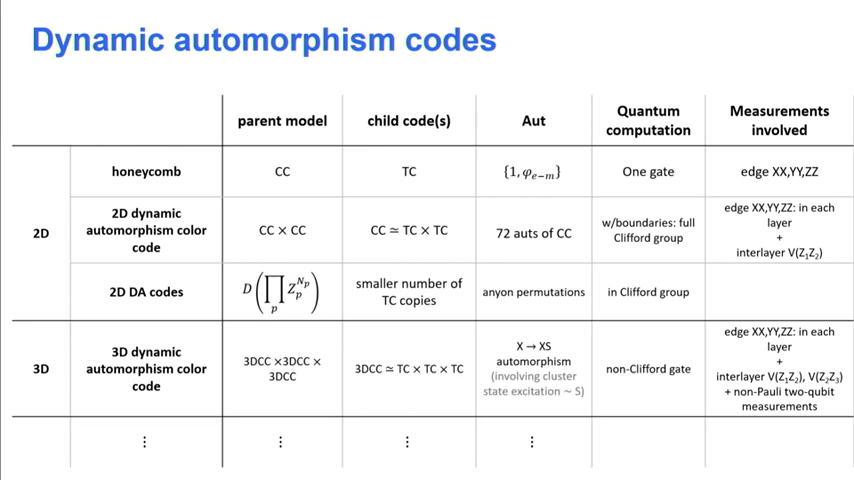 Dynamic automorphism codes
parent model
child code(s)
Aut
Quantum
computation
Measurements
involved
2D
honeycomb
CC
TC
{1, φ_{e−m}}
One gate
edge XX,YY,ZZ
2D dynamic
automorphism color
code
CC × CC
CC ≃ TC × TC
72 auts of CC
w/boundaries: full
Clifford group
edge XX,YY,ZZ: in each
layer
+
interlayer V(Z₁Z₂)
2D DA codes
D(∏_p Z_p^{N_p})
smaller number of
TC copies
anyon permutations
in Clifford group
3D
3D dynamic
automorphism color
code
3DCC ×3DCC ×
3DCC
3DCC ≃ TC × TC × TC
X → XS
automorphism
(involving cluster
state excitation ~ S)
non-Clifford gate
edge XX,YY,ZZ: in each
layer
+
interlayer V(Z₁Z₂), V(Z₂Z₃)
+ non-Pauli two-qubit
measurements
⋮
⋮
⋮
⋮